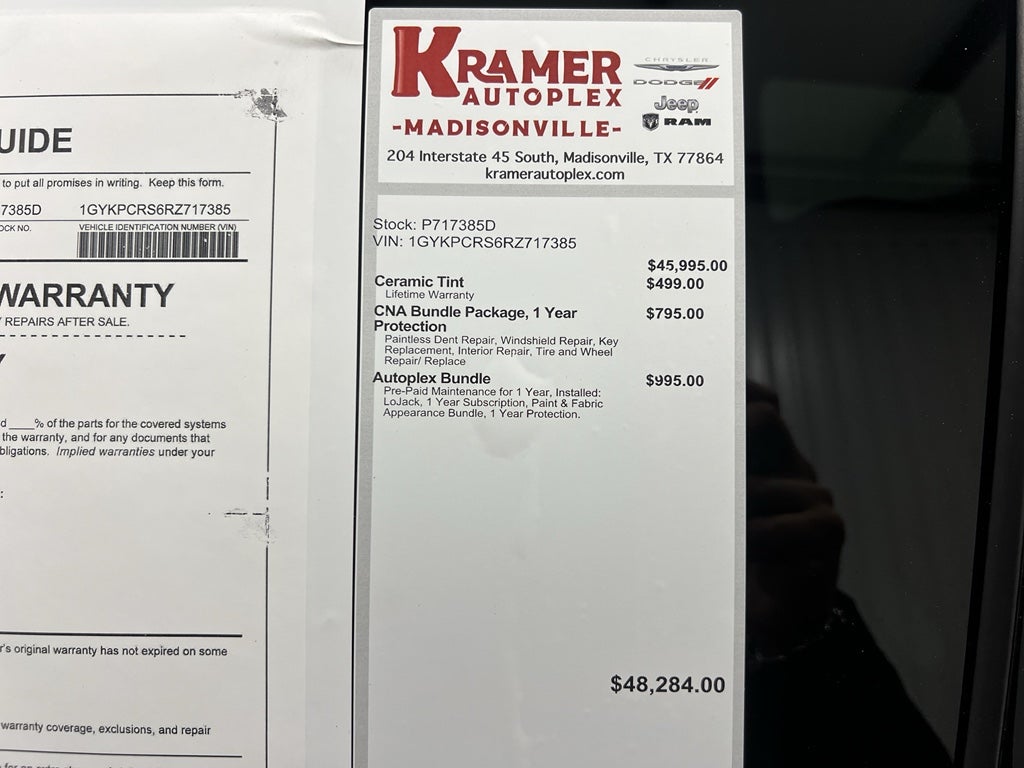 UIDE
to put all promises in writing. Keep this form.
7385D 1GYKPCRS6RZ717385
OCK NO. VEHICLE IDENTIFICATION NUMBER (VIN)
WARRANTY
REPAIRS AFTER SALE.
d ____% of the parts for the covered systems
the warranty, and for any documents that
bligations. Implied warranties under your
:
r's original warranty has not expired on some
warranty coverage, exclusions, and repair
KRAMER
AUTOPLEX
-MADISONVILLE-
CHRYSLER
DODGE
Jeep
RAM
204 Interstate 45 South, Madisonville, TX 77864
kramerautoplex.com
Stock: P717385D
VIN: 1GYKPCRS6RZ717385
$45,995.00
Ceramic Tint $499.00
Lifetime Warranty
CNA Bundle Package, 1 Year $795.00
Protection
Paintless Dent Repair, Windshield Repair, Key
Replacement, Interior Repair, Tire and Wheel
Repair/ Replace
Autoplex Bundle $995.00
Pre-Paid Maintenance for 1 Year, Installed:
LoJack, 1 Year Subscription, Paint & Fabric
Appearance Bundle, 1 Year Protection.
$48,284.00